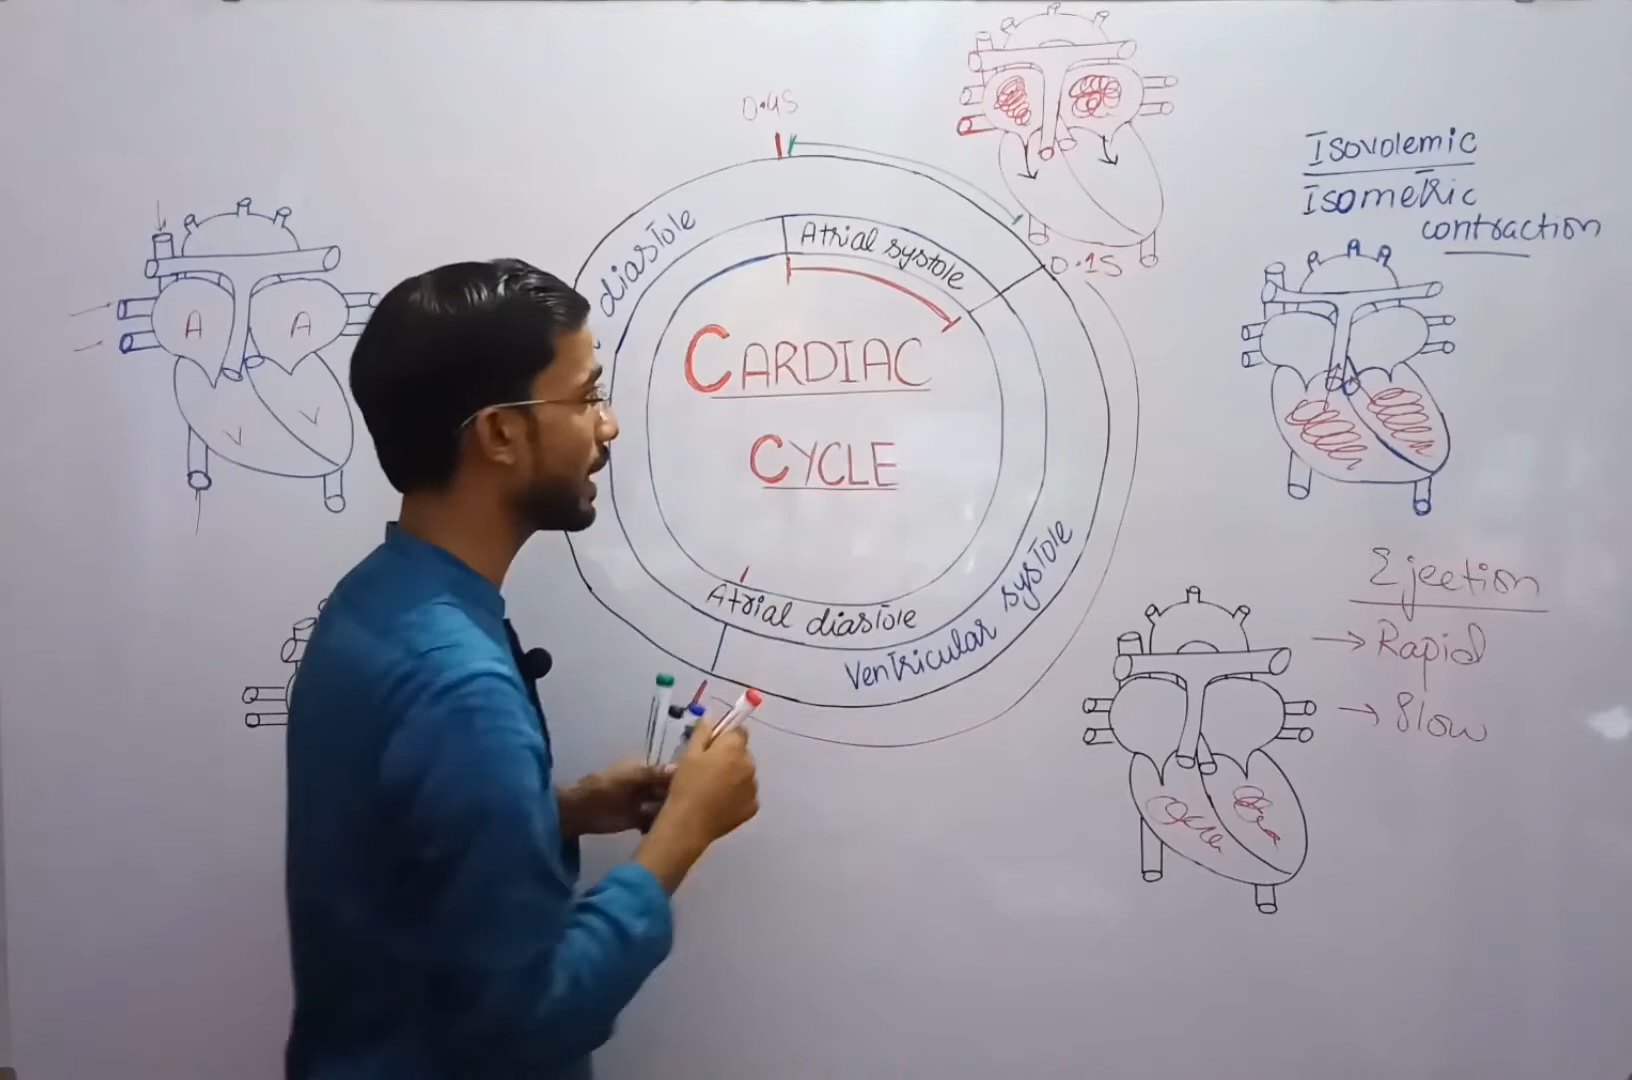 0.4S
Isovolemic
Isometric
contraction
diastole
Atrial systole
0.1S
A A
CARDIAC
V V
CYCLE
Atrial diastole
Ventricular systole
Ejection
→ Rapid
→ Slow